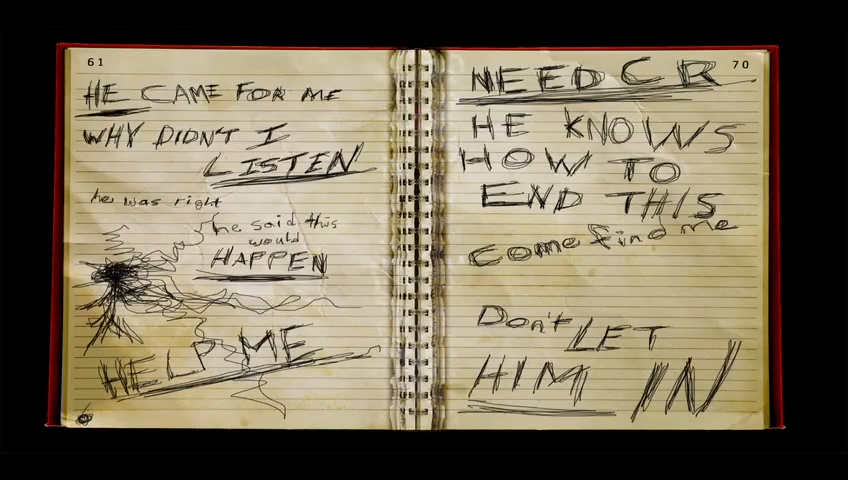 61
HE CAME FOR ME
WHY DIDN'T I
LISTEN
he was right
he said this
would
HAPPEN
HELP ME
70
NEED CR
HE KNOWS
HOW TO
END THIS
come find me
Don't LET
HIM IN